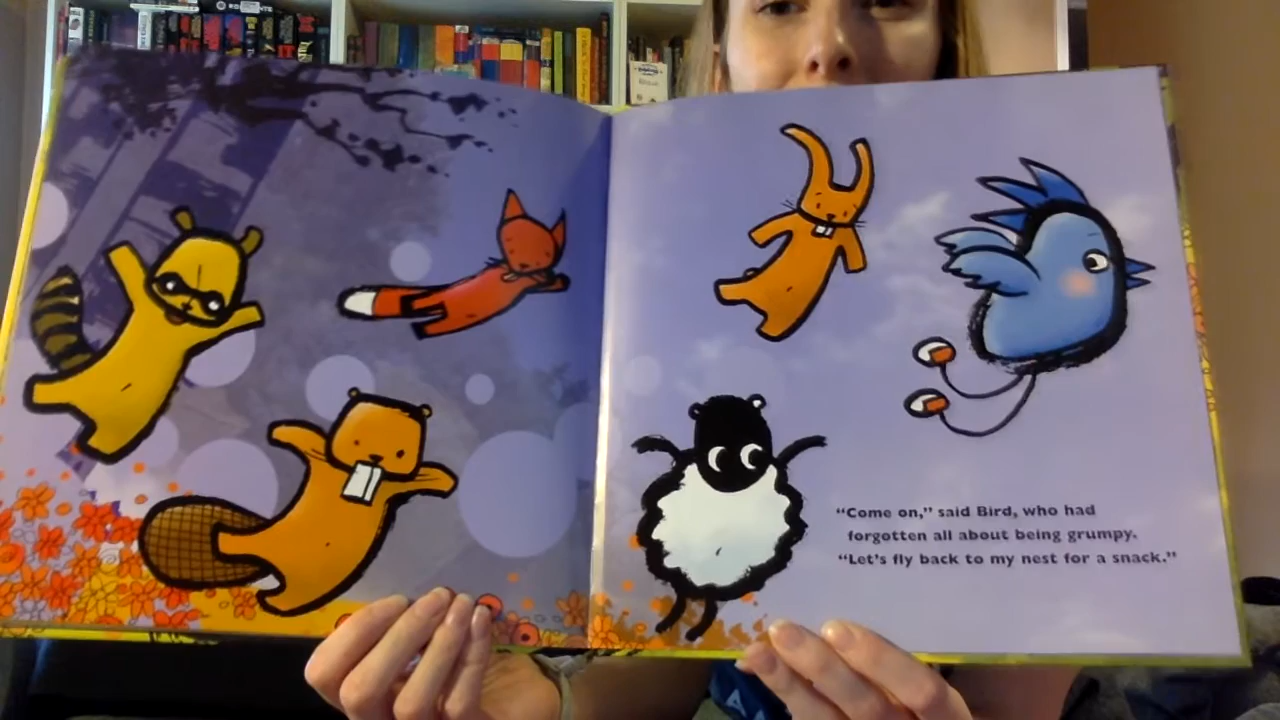 “Come on,” said Bird, who had
forgotten all about being grumpy.
“Let’s fly back to my nest for a snack.”